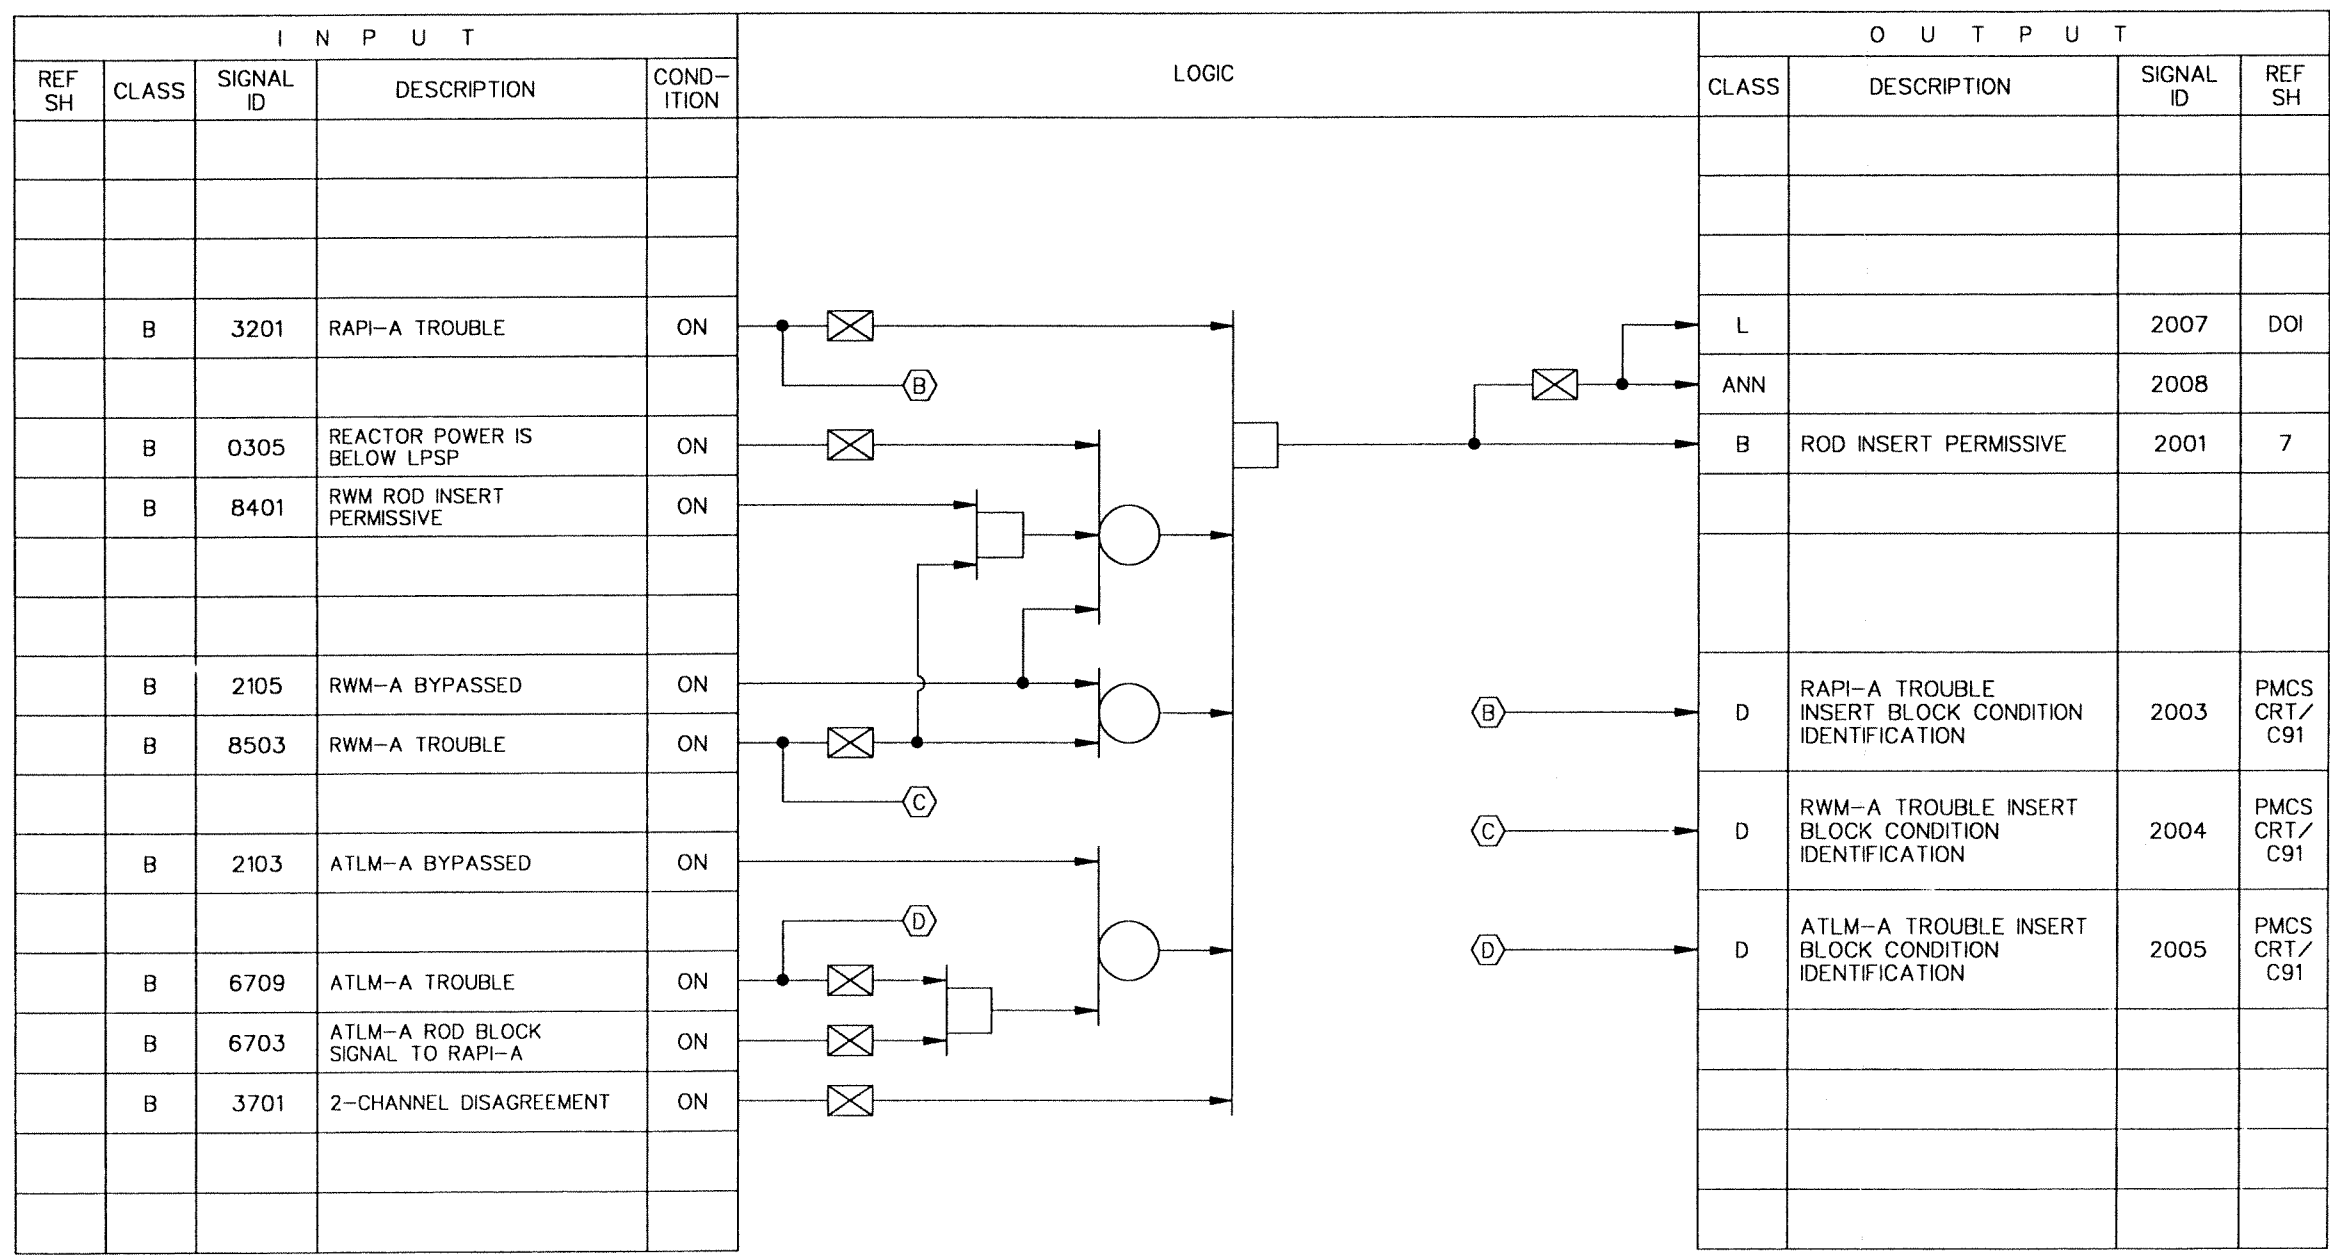 I N P U T
LOGIC
O U T P U T
REF
SH
CLASS
SIGNAL
ID
DESCRIPTION
COND-
ITION
CLASS
DESCRIPTION
SIGNAL
ID
REF
SH
B 3201 RAPI-A TROUBLE ON
L 2007 DOI
B
ANN 2008
B 0305 REACTOR POWER IS
BELOW LPSP
ON
B ROD INSERT PERMISSIVE 2001 7
B 8401 RWM ROD INSERT
PERMISSIVE
ON
B 2105 RWM-A BYPASSED ON
B
D
RAPI-A TROUBLE
INSERT BLOCK CONDITION
IDENTIFICATION
2003
PMCS
CRT/
C91
B 8503 RWM-A TROUBLE ON
C
C
D
RWM-A TROUBLE INSERT
BLOCK CONDITION
IDENTIFICATION
2004
PMCS
CRT/
C91
B 2103 ATLM-A BYPASSED ON
D
D
D
ATLM-A TROUBLE INSERT
BLOCK CONDITION
IDENTIFICATION
2005
PMCS
CRT/
C91
B 6709 ATLM-A TROUBLE ON
B 6703 ATLM-A ROD BLOCK
SIGNAL TO RAPI-A
ON
B 3701 2-CHANNEL DISAGREEMENT ON